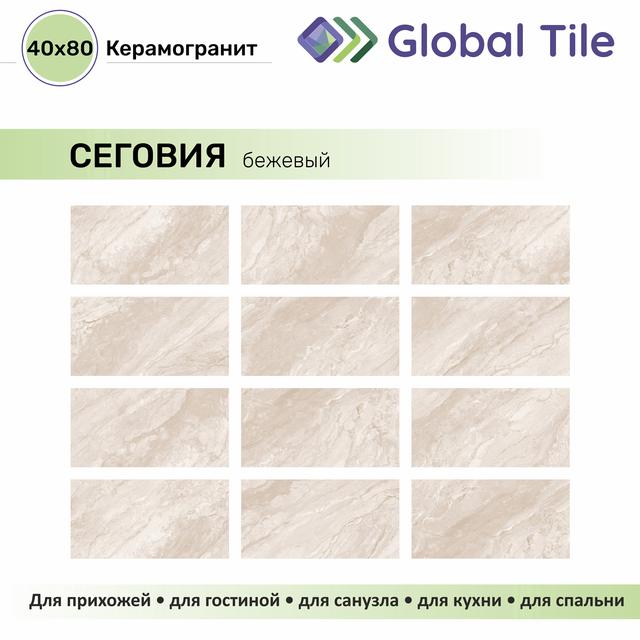 40x80 Керамогранит
Global Tile
СЕГОВИЯ бежевый
Для прихожей • для гостиной • для санузла • для кухни • для спальни